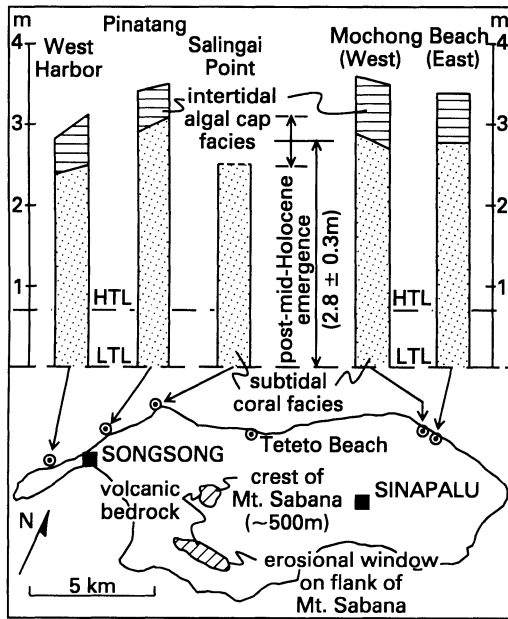 m
4
3
2
1
West
Harbor
Pinatang
Salingai
Point
Mochong Beach
(West) (East)
m
4
3
2
1
intertidal
algal cap
facies
post-mid-Holocene
emergence
(2.8 ± 0.3m)
HTL
HTL
LTL
LTL
subtidal
coral facies
Teteto Beach
SONGSONG
volcanic
bedrock
crest of
Mt. Sabana
(~500m)
SINAPALU
N
erosional window
on flank of
Mt. Sabana
5 km